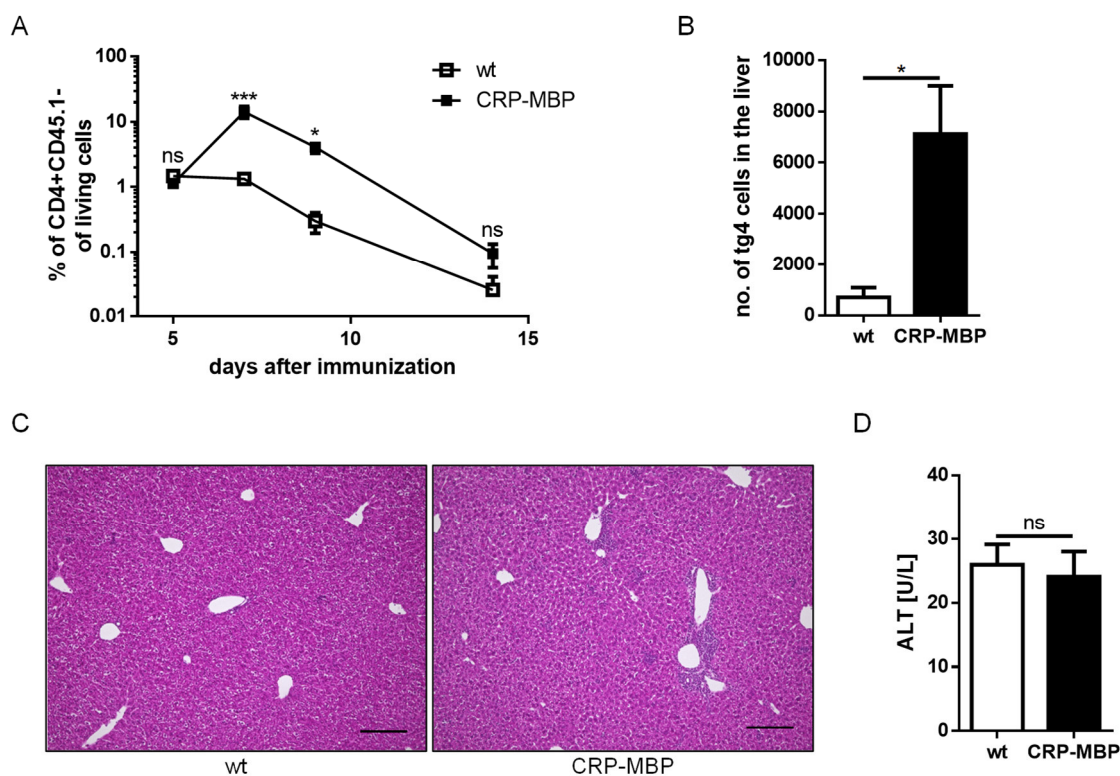 A
% of CD4+CD45.1-
of living cells
100
10
1
0.1
0.01
ns
***
*
ns
wt
CRP-MBP
5
10
15
days after immunization
B
no. of tg4 cells in the liver
10000
8000
6000
4000
2000
0
*
wt
CRP-MBP
C
wt
CRP-MBP
D
ALT [U/L]
40
30
20
10
0
ns
wt
CRP-MBP